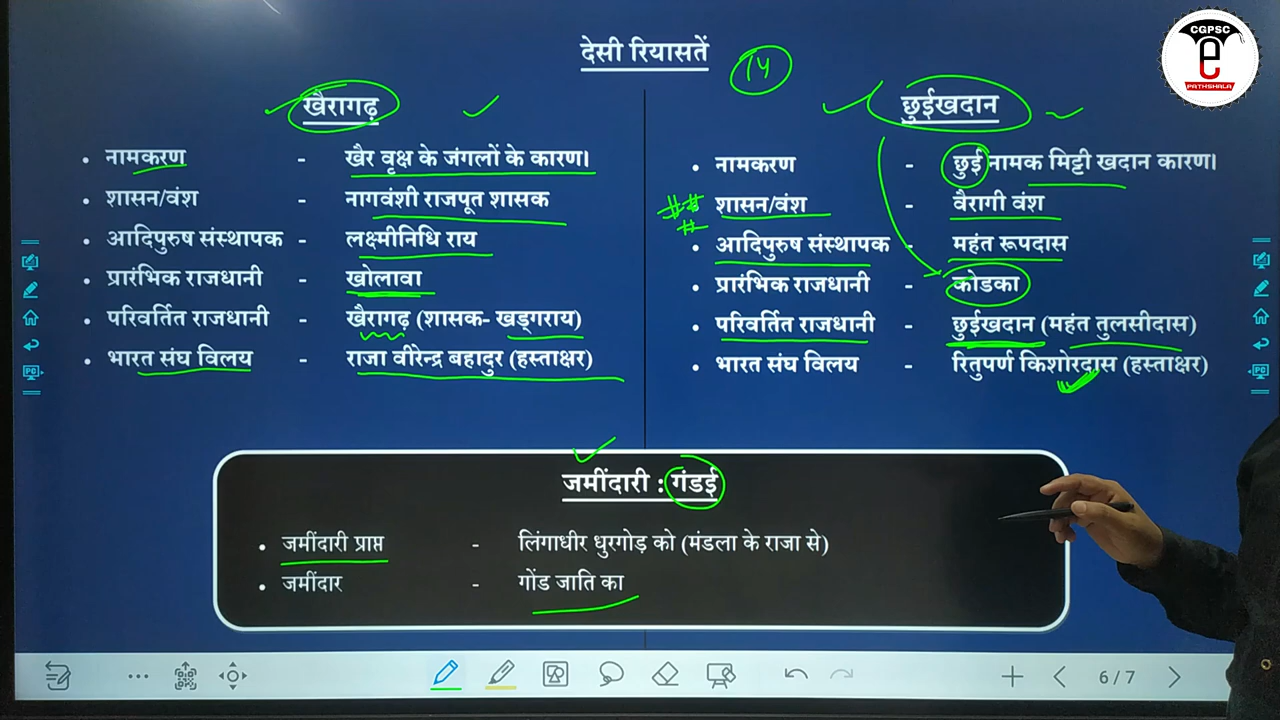 देसी रियासतें
14
CGPSC
e
PATHSHALA
खैरागढ़
नामकरण - खैर वृक्ष के जंगलों के कारण।
शासन/वंश - नागवंशी राजपूत शासक
आदिपुरुष संस्थापक - लक्ष्मीनिधि राय
प्रारंभिक राजधानी - खोलावा
परिवर्तित राजधानी - खैरागढ़ (शासक- खड्गराय)
भारत संघ विलय - राजा वीरेन्द्र बहादुर (हस्ताक्षर)
छुईखदान
नामकरण - छुई नामक मिट्टी खदान कारण।
शासन/वंश - वैरागी वंश
आदिपुरुष संस्थापक - महंत रूपदास
प्रारंभिक राजधानी - कोडका
परिवर्तित राजधानी - छुईखदान (महंत तुलसीदास)
भारत संघ विलय - रितुपर्ण किशोरदास (हस्ताक्षर)
जमींदारी : गंडई
जमींदारी प्राप्त - लिंगाधीर धुरगोड़ को (मंडला के राजा से)
जमींदार - गोंड जाति का
6/7